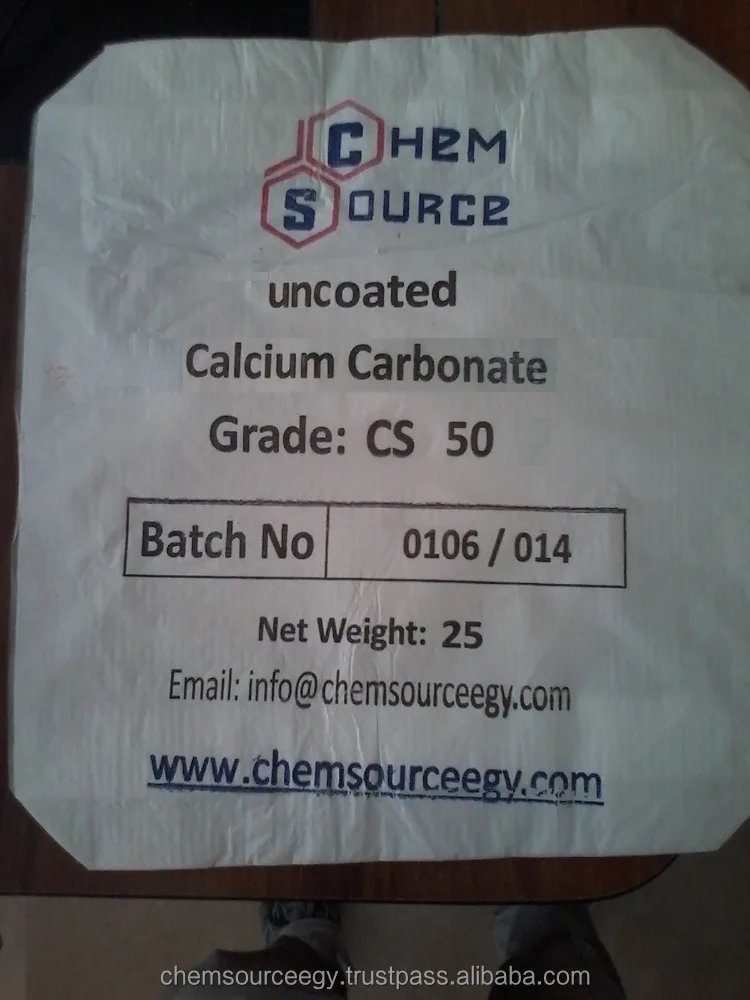 CHEM
SOURCE
uncoated
Calcium Carbonate
Grade: CS 50
Batch No 0106 / 014
Net Weight: 25
Email: info@chemsourceegy.com
www.chemsourceegy.com
chemsourceegy.trustpass.alibaba.com